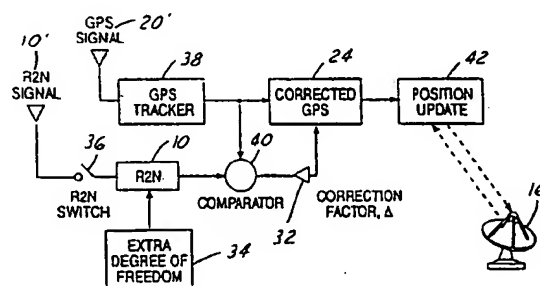 10'
R2N
SIGNAL
GPS
SIGNAL
20'
38
GPS
TRACKER
24
CORRECTED
GPS
42
POSITION
UPDATE
36
R2N
SWITCH
10
R2N
40
COMPARATOR
32
CORRECTION
FACTOR, Δ
EXTRA
DEGREE OF
FREEDOM
34
16